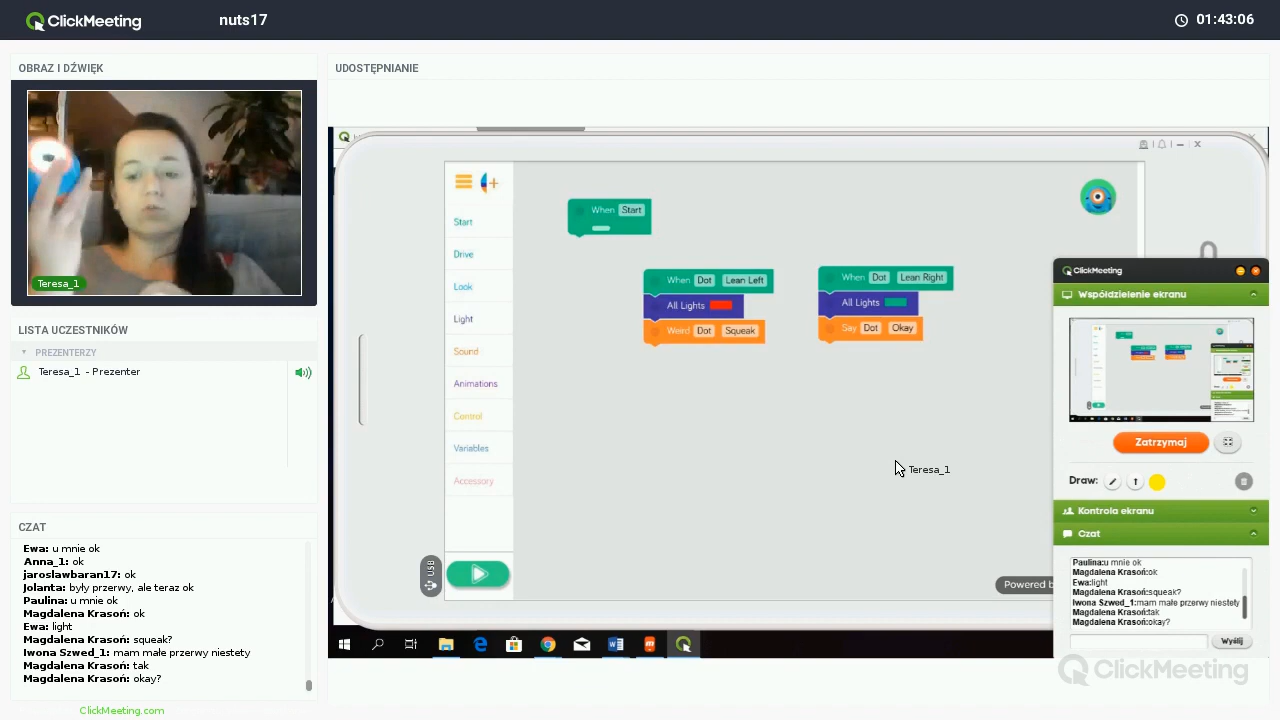 ClickMeeting
nuts17
01:43:06
OBRAZ I DŹWIĘK
Teresa_1
LISTA UCZESTNIKÓW
PREZENTERZY
Teresa_1 - Prezenter
CZAT
Ewa: u mnie ok
Anna_1: ok
jaroslawbaran17: ok
Jolanta: były przerwy, ale teraz ok
Paulina: u mnie ok
Magdalena Krasoń: ok
Ewa: light
Magdalena Krasoń: squeak?
Iwona Szwed_1: mam małe przerwy niestety
Magdalena Krasoń: tak
Magdalena Krasoń: okay?
ClickMeeting.com
UDOSTĘPNIANIE
Start
Drive
Look
Light
Sound
Animations
Control
Variables
Accessory
When Start
When Dot Lean Left
All Lights
Weird Dot Squeak
When Dot Lean Right
All Lights
Say Dot Okay
Teresa_1
USB
Powered b
ClickMeeting
Współdzielenie ekranu
Zatrzymaj
Draw:
Kontrola ekranu
Czat
Paulina:u mnie ok
Magdalena Krasoń:ok
Ewa:light
Magdalena Krasoń:squeak?
Iwona Szwed_1:mam małe przerwy niestety
Magdalena Krasoń:tak
Magdalena Krasoń:okay?
Wyślij
ClickMeeting